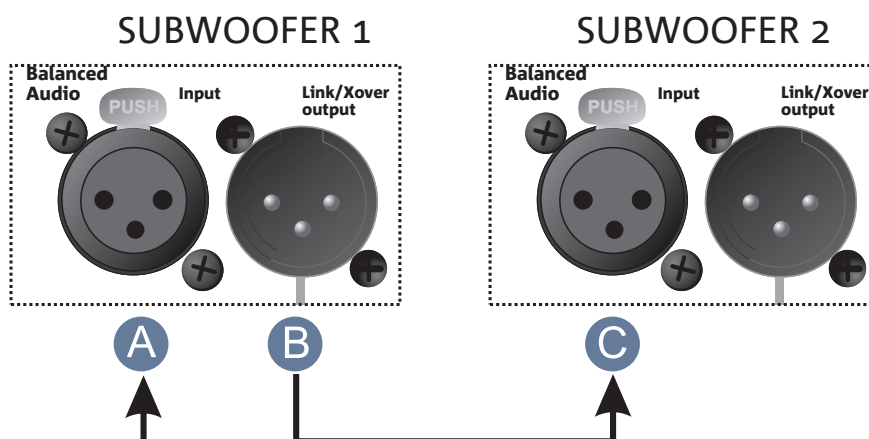 SUBWOOFER 1
Balanced
Audio
PUSH
Input
Link/Xover
output
SUBWOOFER 2
Balanced
Audio
PUSH
Input
Link/Xover
output
A
B
C